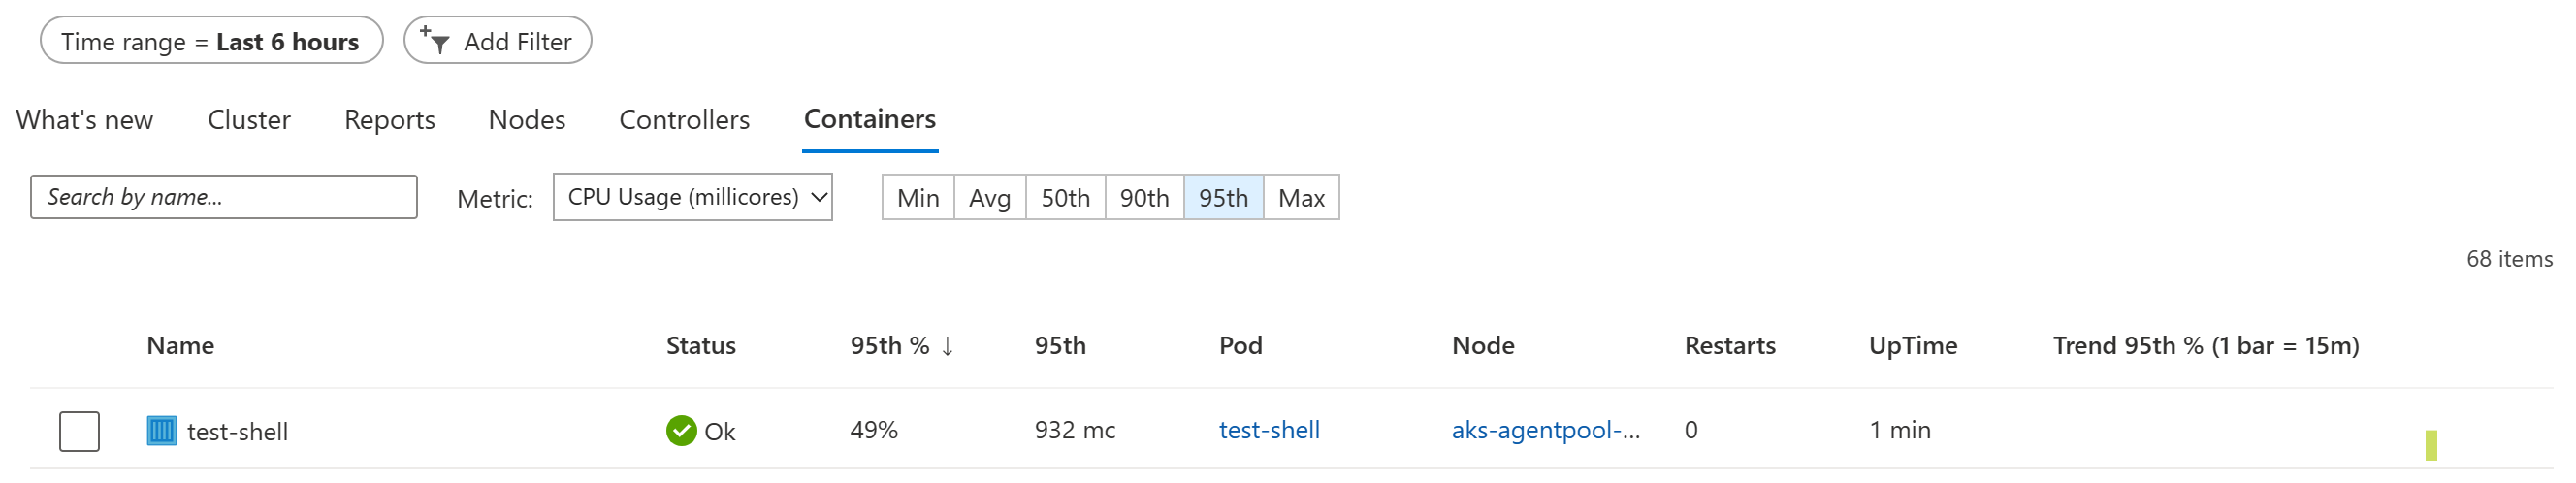 Time range = Last 6 hours Add Filter
What's new Cluster Reports Nodes Controllers Containers
Search by name... Metric: CPU Usage (millicores) Min Avg 50th 90th 95th Max
68 items
Name Status 95th % ↓ 95th Pod Node Restarts UpTime Trend 95th % (1 bar = 15m)
test-shell Ok 49% 932 mc test-shell aks-agentpool-... 0 1 min